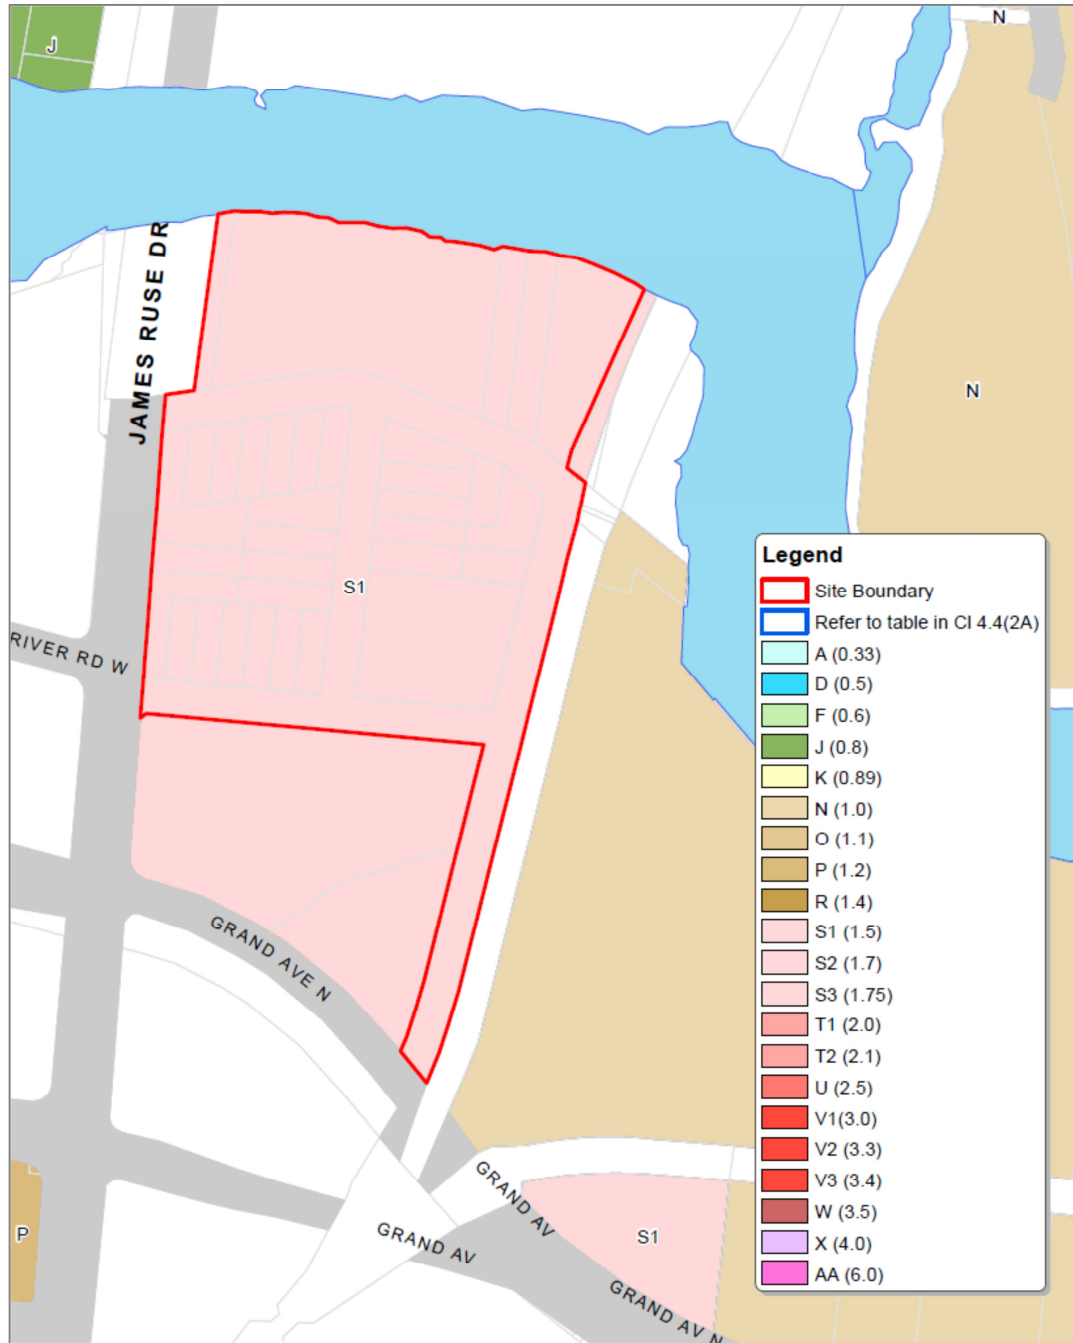 N
J
JAMES RUSE DR
N
S1
RIVER RD W
GRAND AVE N
GRAND AV
GRAND AV
S1
GRAND AV N
P
Legend
Site Boundary
Refer to table in Cl 4.4(2A)
A (0.33)
D (0.5)
F (0.6)
J (0.8)
K (0.89)
N (1.0)
O (1.1)
P (1.2)
R (1.4)
S1 (1.5)
S2 (1.7)
S3 (1.75)
T1 (2.0)
T2 (2.1)
U (2.5)
V1(3.0)
V2 (3.3)
V3 (3.4)
W (3.5)
X (4.0)
AA (6.0)